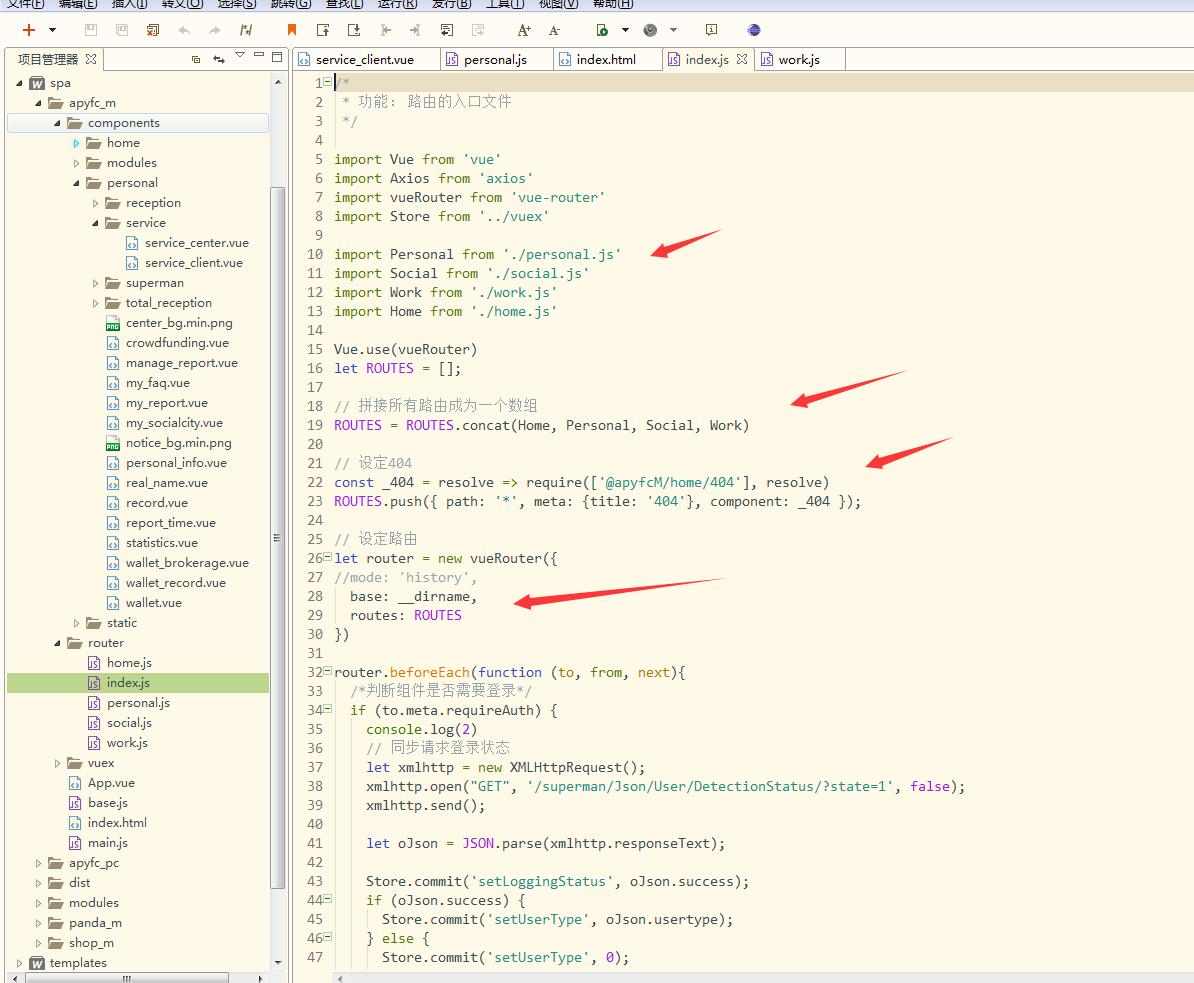 文件(F) 编辑(E) 插入(I) 转义(O) 选择(S) 跳转(G) 查找(L) 运行(R) 发行(B) 工具(T) 视图(V) 帮助(H)
项目管理器
spa
apyfc_m
components
home
modules
personal
reception
service
service_center.vue
service_client.vue
superman
total_reception
center_bg.min.png
crowdfunding.vue
manage_report.vue
my_faq.vue
my_report.vue
my_socialcity.vue
notice_bg.min.png
personal_info.vue
real_name.vue
record.vue
report_time.vue
statistics.vue
wallet_brokerage.vue
wallet_record.vue
wallet.vue
static
router
home.js
index.js
personal.js
social.js
work.js
vuex
App.vue
base.js
index.html
main.js
apyfc_pc
dist
modules
panda_m
shop_m
templates
service_client.vue personal.js index.html index.js work.js
1 /*
2  * 功能: 路由的入口文件
3  */
4
5 import Vue from 'vue'
6 import Axios from 'axios'
7 import vueRouter from 'vue-router'
8 import Store from '../vuex'
9
10 import Personal from './personal.js'
11 import Social from './social.js'
12 import Work from './work.js'
13 import Home from './home.js'
14
15 Vue.use(vueRouter)
16 let ROUTES = [];
17
18 // 拼接所有路由成为一个数组
19 ROUTES = ROUTES.concat(Home, Personal, Social, Work)
20
21 // 设定404
22 const _404 = resolve => require(['@apyfcM/home/404'], resolve)
23 ROUTES.push({ path: '*', meta: {title: '404'}, component: _404 });
24
25 // 设定路由
26 let router = new vueRouter({
27 //mode: 'history',
28   base: __dirname,
29   routes: ROUTES
30 })
31
32 router.beforeEach(function (to, from, next){
33   /*判断组件是否需要登录*/
34   if (to.meta.requireAuth) {
35     console.log(2)
36     // 同步请求登录状态
37     let xmlhttp = new XMLHttpRequest();
38     xmlhttp.open("GET", '/superman/Json/User/DetectionStatus/?state=1', false);
39     xmlhttp.send();
40
41     let oJson = JSON.parse(xmlhttp.responseText);
42
43     Store.commit('setLoggingStatus', oJson.success);
44     if (oJson.success) {
45       Store.commit('setUserType', oJson.usertype);
46     } else {
47       Store.commit('setUserType', 0);